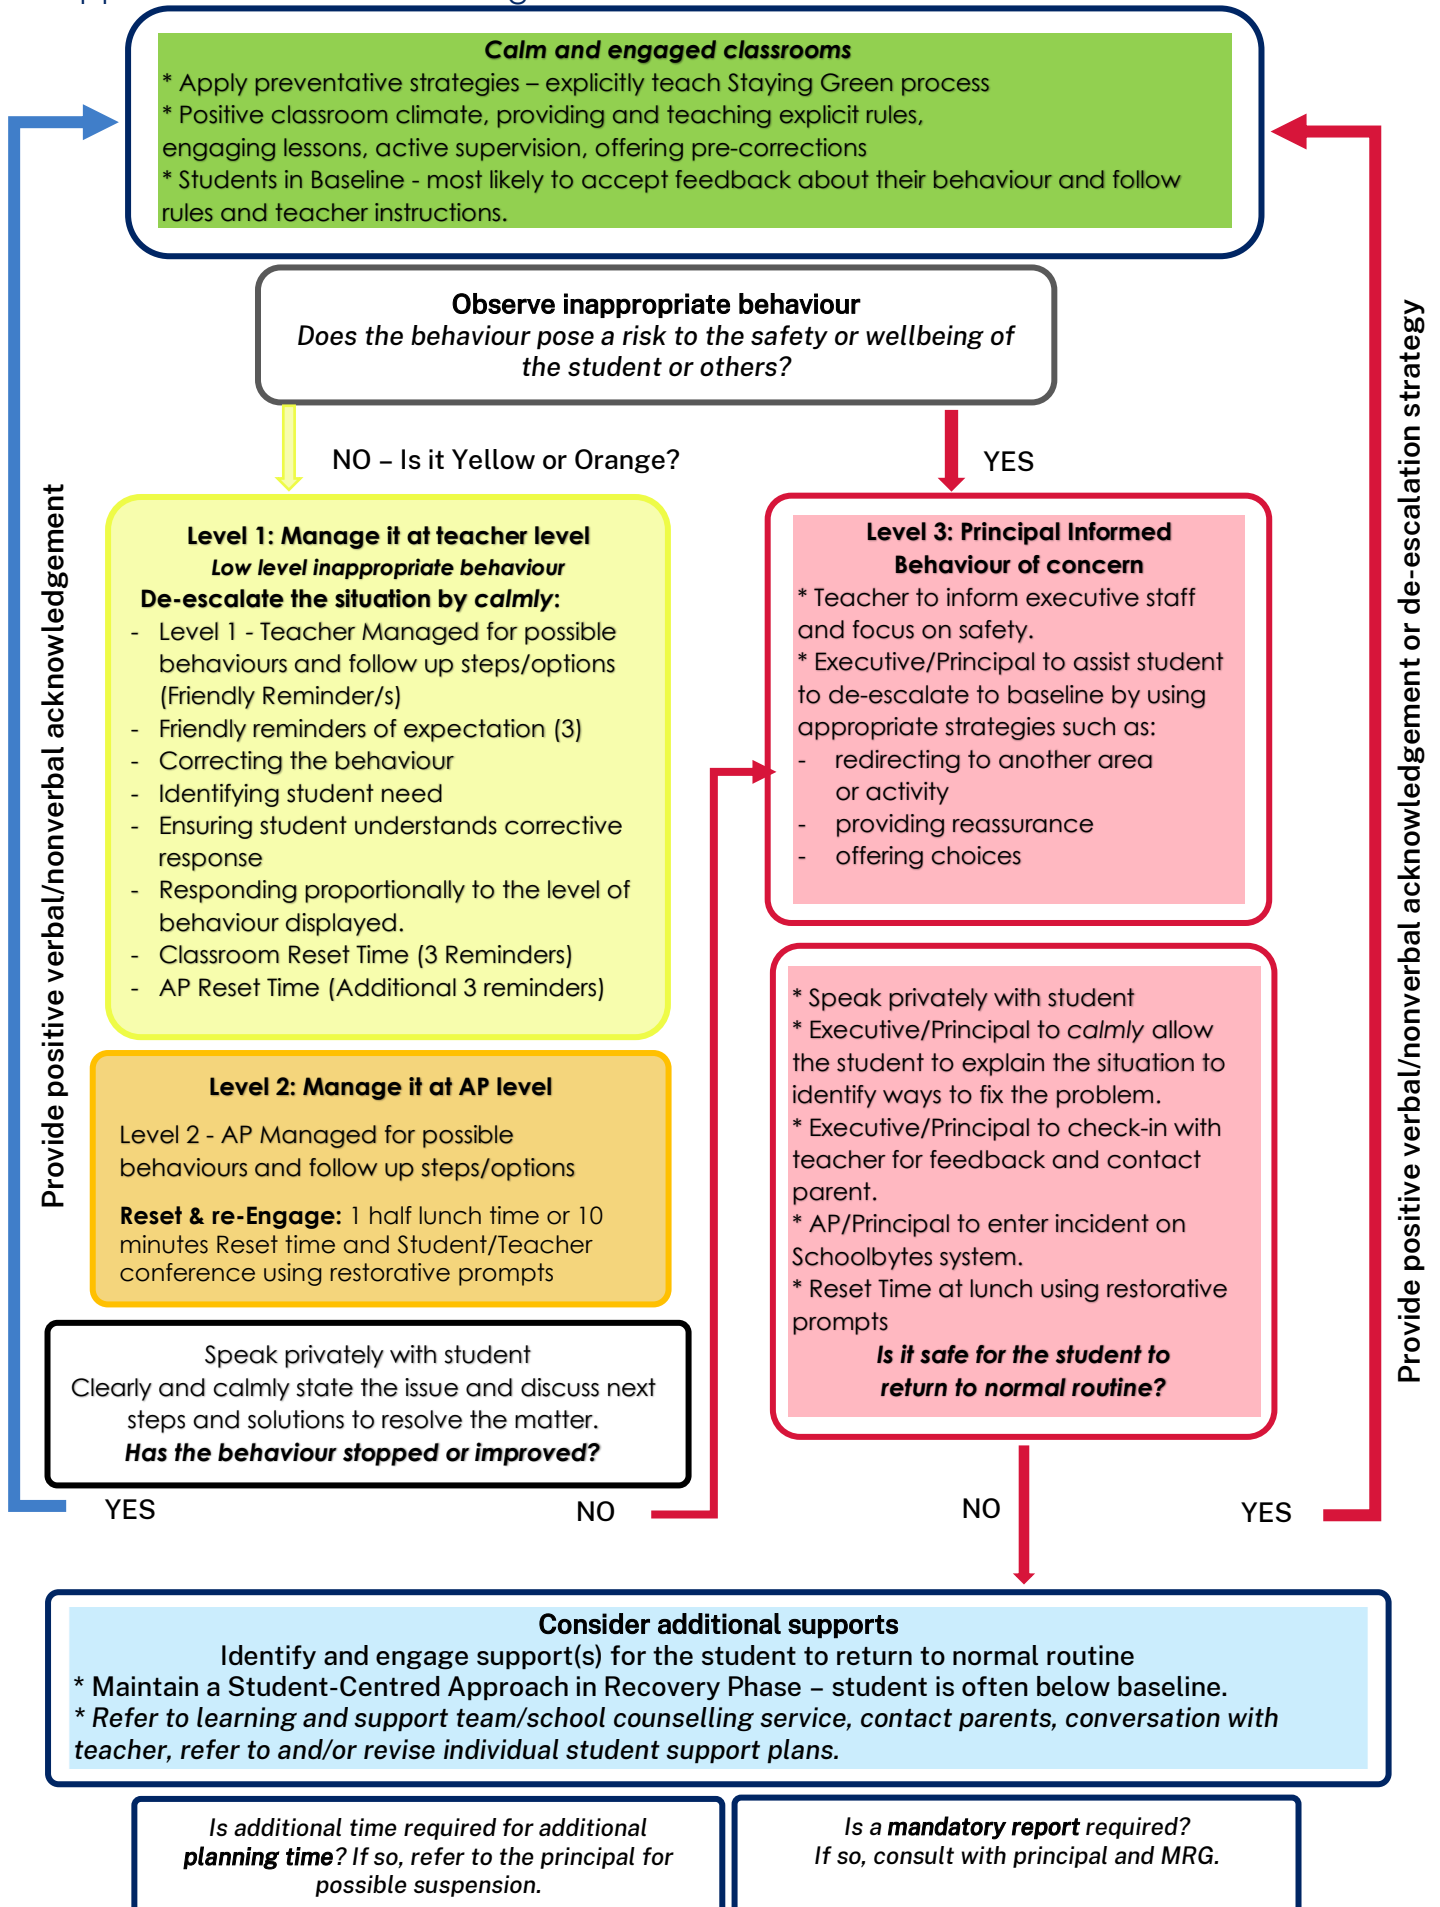 Calm and engaged classrooms
* Apply preventative strategies – explicitly teach Staying Green process
* Positive classroom climate, providing and teaching explicit rules,
engaging lessons, active supervision, offering pre-corrections
* Students in Baseline - most likely to accept feedback about their behaviour and follow
rules and teacher instructions.
Observe inappropriate behaviour
Does the behaviour pose a risk to the safety or wellbeing of
the student or others?
NO – Is it Yellow or Orange?
YES
Provide positive verbal/nonverbal acknowledgement
Level 1: Manage it at teacher level
Low level inappropriate behaviour
De-escalate the situation by calmly:
- Level 1 - Teacher Managed for possible
behaviours and follow up steps/options
(Friendly Reminder/s)
- Friendly reminders of expectation (3)
- Correcting the behaviour
- Identifying student need
- Ensuring student understands corrective
response
- Responding proportionally to the level of
behaviour displayed.
- Classroom Reset Time (3 Reminders)
- AP Reset Time (Additional 3 reminders)
Level 2: Manage it at AP level
Level 2 - AP Managed for possible
behaviours and follow up steps/options
Reset & re-Engage: 1 half lunch time or 10
minutes Reset time and Student/Teacher
conference using restorative prompts
Speak privately with student
Clearly and calmly state the issue and discuss next
steps and solutions to resolve the matter.
Has the behaviour stopped or improved?
YES
NO
Level 3: Principal Informed
Behaviour of concern
* Teacher to inform executive staff
and focus on safety.
* Executive/Principal to assist student
to de-escalate to baseline by using
appropriate strategies such as:
- redirecting to another area
or activity
- providing reassurance
- offering choices
* Speak privately with student
* Executive/Principal to calmly allow
the student to explain the situation to
identify ways to fix the problem.
* Executive/Principal to check-in with
teacher for feedback and contact
parent.
* AP/Principal to enter incident on
Schoolbytes system.
* Reset Time at lunch using restorative
prompts
Is it safe for the student to
return to normal routine?
NO
YES
Provide positive verbal/nonverbal acknowledgement or de-escalation strategy
Consider additional supports
Identify and engage support(s) for the student to return to normal routine
* Maintain a Student-Centred Approach in Recovery Phase – student is often below baseline.
* Refer to learning and support team/school counselling service, contact parents, conversation with
teacher, refer to and/or revise individual student support plans.
Is additional time required for additional
planning time? If so, refer to the principal for
possible suspension.
Is a mandatory report required?
If so, consult with principal and MRG.